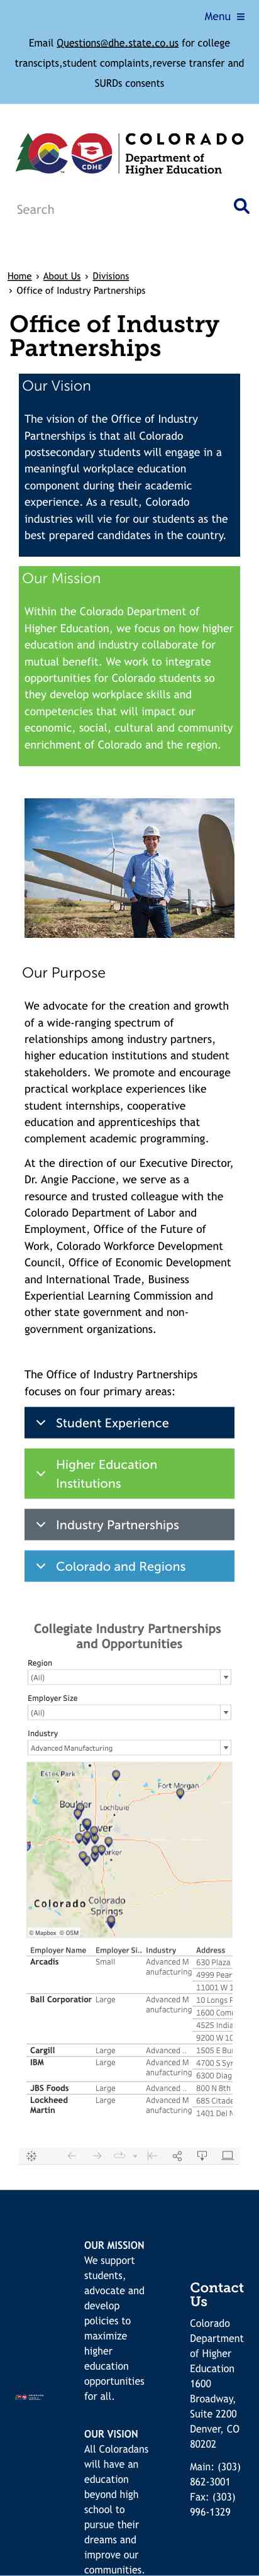 Menu
Email Questions@dhe.state.co.us for college
transcipts,student complaints,reverse transfer and
SURDs consents
COLORADO
Department of
Higher Education
CDHE
Search
Home › About Us › Divisions
› Office of Industry Partnerships
Office of Industry
Partnerships
Our Vision
The vision of the Office of Industry
Partnerships is that all Colorado
postsecondary students will engage in a
meaningful workplace education
component during their academic
experience. As a result, Colorado
industries will vie for our students as the
best prepared candidates in the country.
Our Mission
Within the Colorado Department of
Higher Education, we focus on how higher
education and industry collaborate for
mutual benefit. We work to integrate
opportunities for Colorado students so
they develop workplace skills and
competencies that will impact our
economic, social, cultural and community
enrichment of Colorado and the region.
Our Purpose
We advocate for the creation and growth
of a wide-ranging spectrum of
relationships among industry partners,
higher education institutions and student
stakeholders. We promote and encourage
practical workplace experiences like
student internships, cooperative
education and apprenticeships that
complement academic programming.
At the direction of our Executive Director,
Dr. Angie Paccione, we serve as a
resource and trusted colleague with the
Colorado Department of Labor and
Employment, Office of the Future of
Work, Colorado Workforce Development
Council, Office of Economic Development
and International Trade, Business
Experiential Learning Commission and
other state government and non-
government organizations.
The Office of Industry Partnerships
focuses on four primary areas:
Student Experience
Higher Education
Institutions
Industry Partnerships
Colorado and Regions
Collegiate Industry Partnerships
and Opportunities
Region
(All)
Employer Size
(All)
Industry
Advanced Manufacturing
Estes Park
Fort Morgan
Boulder
Lochbuie
Denver
Parker
Colorado
Colorado
Springs
© Mapbox © OSM
Employer Name Employer Si.. Industry Address
Arcadis Small Advanced M
anufacturing
630 Plaza
4999 Pear
11001 W 1
Ball Corporation Large Advanced M
anufacturing
10 Longs P
1600 Com
4525 India
9200 W 10
Cargill Large Advanced .. 1505 E Bu
IBM Large Advanced M
anufacturing
4700 S Syr
6300 Diag
JBS Foods Large Advanced .. 800 N 8th
Lockheed
Martin Large Advanced M
anufacturing
685 Citade
1401 Del N
OUR MISSION
We support
students,
advocate and
develop
policies to
maximize
higher
education
opportunities
for all.
OUR VISION
All Coloradans
will have an
education
beyond high
school to
pursue their
dreams and
improve our
communities.
Contact
Us
Colorado
Department
of Higher
Education
1600
Broadway,
Suite 2200
Denver, CO
80202
Main: (303)
862-3001
Fax: (303)
996-1329